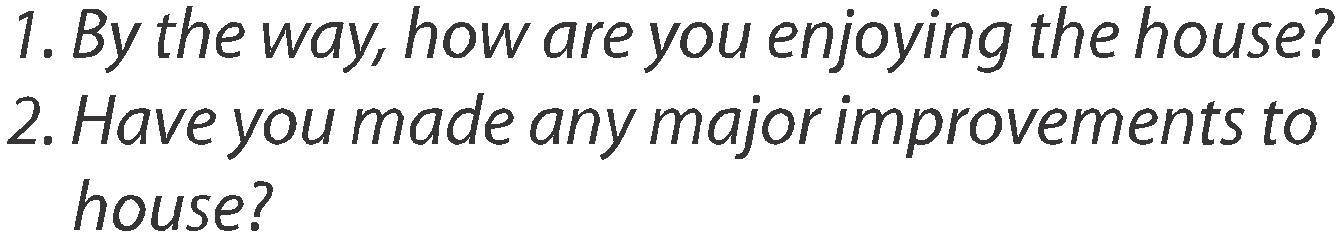 1. By the way, how are you enjoying the house?
2. Have you made any major improvements to
house?